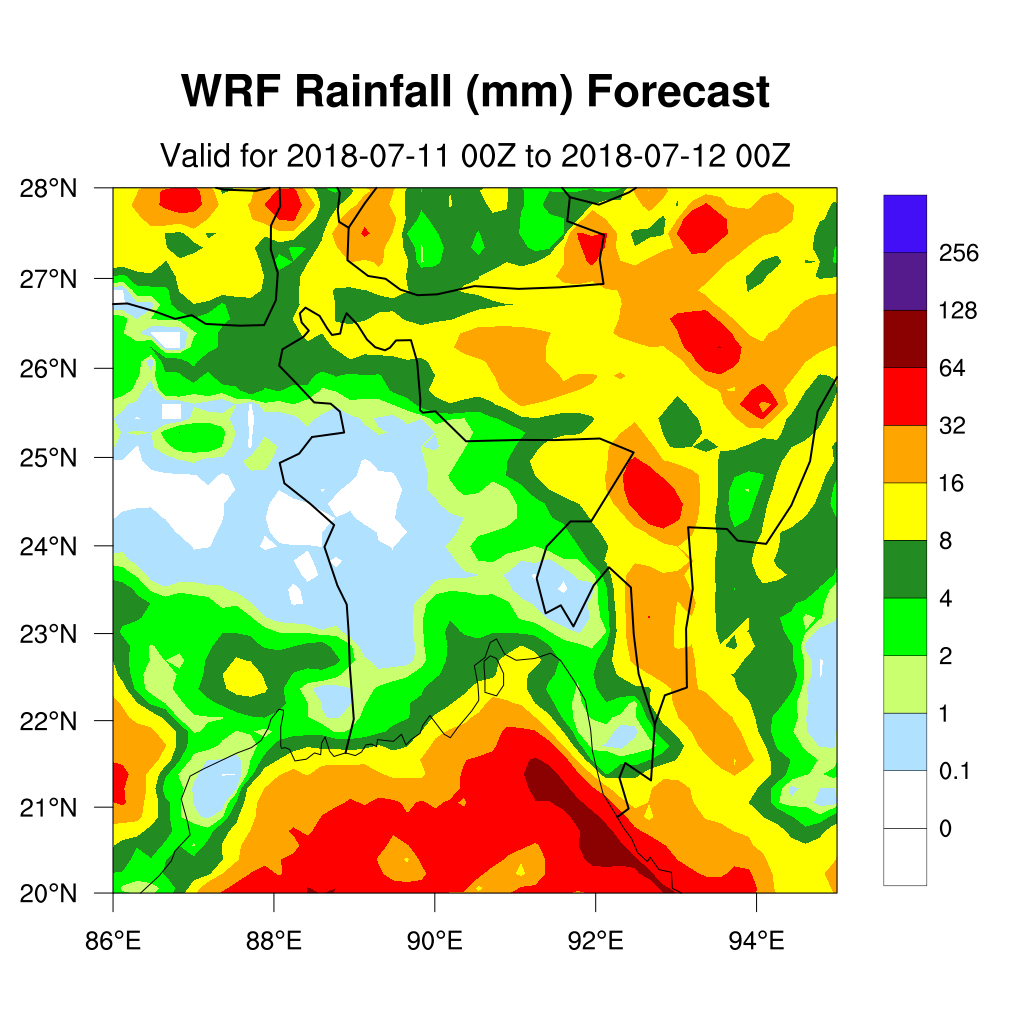 WRF Rainfall (mm) Forecast
Valid for 2018-07-11 00Z to 2018-07-12 00Z
28°N
27°N
26°N
25°N
24°N
23°N
22°N
21°N
20°N
86°E 88°E 90°E 92°E 94°E
256
128
64
32
16
8
4
2
1
0.1
0